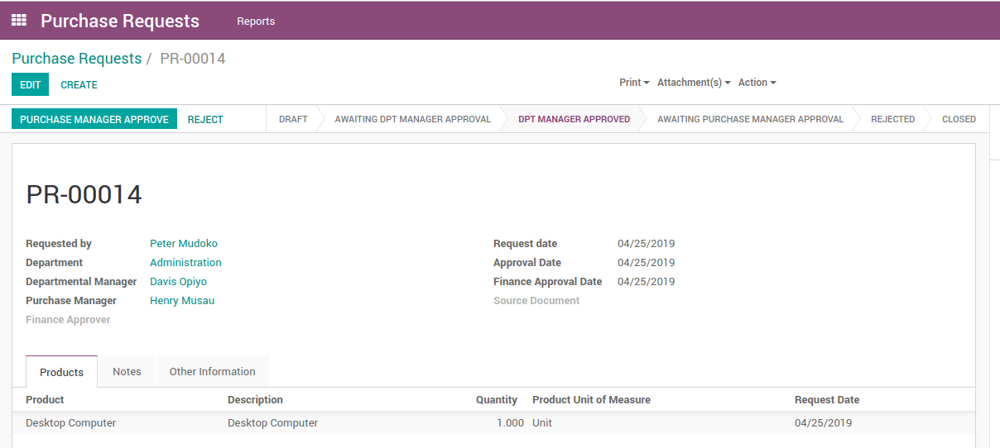 Purchase Requests Reports
Purchase Requests / PR-00014
EDIT CREATE Print Attachment(s) Action
PURCHASE MANAGER APPROVE REJECT DRAFT AWAITING DPT MANAGER APPROVAL DPT MANAGER APPROVED AWAITING PURCHASE MANAGER APPROVAL REJECTED CLOSED
PR-00014
Requested by Peter Mudoko Request date 04/25/2019
Department Administration Approval Date 04/25/2019
Departmental Manager Davis Opiyo Finance Approval Date 04/25/2019
Purchase Manager Henry Musau Source Document
Finance Approver
Products Notes Other Information
Product Description Quantity Product Unit of Measure Request Date
Desktop Computer Desktop Computer 1.000 Unit 04/25/2019